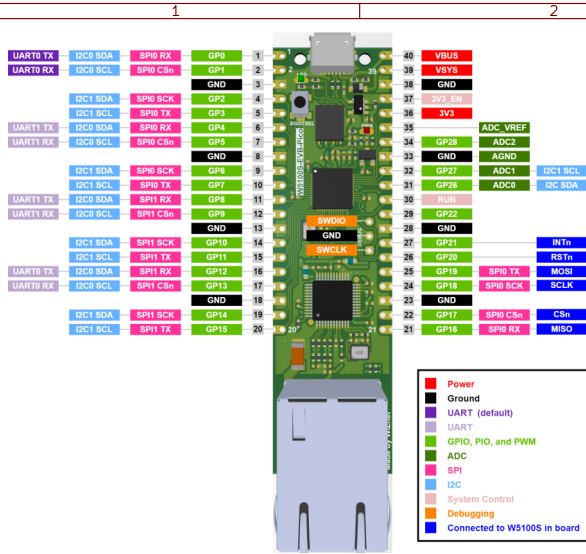 1 2
UART0 TX I2C0 SDA SPI0 RX GP0 1
UART0 RX I2C0 SCL SPI0 CSn GP1 2
GND 3
I2C1 SDA SPI0 SCK GP2 4
I2C1 SCL SPI0 TX GP3 5
UART1 TX I2C0 SDA SPI0 RX GP4 6
UART1 RX I2C0 SCL SPI0 CSn GP5 7
GND 8
I2C1 SDA SPI0 SCK GP6 9
I2C1 SCL SPI0 TX GP7 10
UART1 TX I2C0 SDA SPI1 RX GP8 11
UART1 RX I2C0 SCL SPI1 CSn GP9 12
GND 13
I2C1 SDA SPI1 SCK GP10 14
I2C1 SCL SPI1 TX GP11 15
UART0 TX I2C0 SDA SPI1 RX GP12 16
UART0 RX I2C0 SCL SPI1 CSn GP13 17
GND 18
I2C1 SDA SPI1 SCK GP14 19
I2C1 SCL SPI1 TX GP15 20
1
2
39
BOOTSEL
W5100S-EVB-Pico
SWDIO
GND
SWCLK
20
21
40 VBUS
39 VSYS
38 GND
37 3V3_EN
36 3V3
35 ADC_VREF
34 GP28 ADC2
33 GND AGND
32 GP27 ADC1 I2C1 SCL
31 GP26 ADC0 I2C SDA
30 RUN
29 GP22
28 GND
27 GP21 INTn
26 GP20 RSTn
25 GP19 SPI0 TX MOSI
24 GP18 SPI0 SCK SCLK
23 GND
22 GP17 SPI0 CSn CSn
21 GP16 SPI0 RX MISO
Power
Ground
UART (default)
UART
GPIO, PIO, and PWM
ADC
SPI
I2C
System Control
Debugging
Connected to W5100S in board